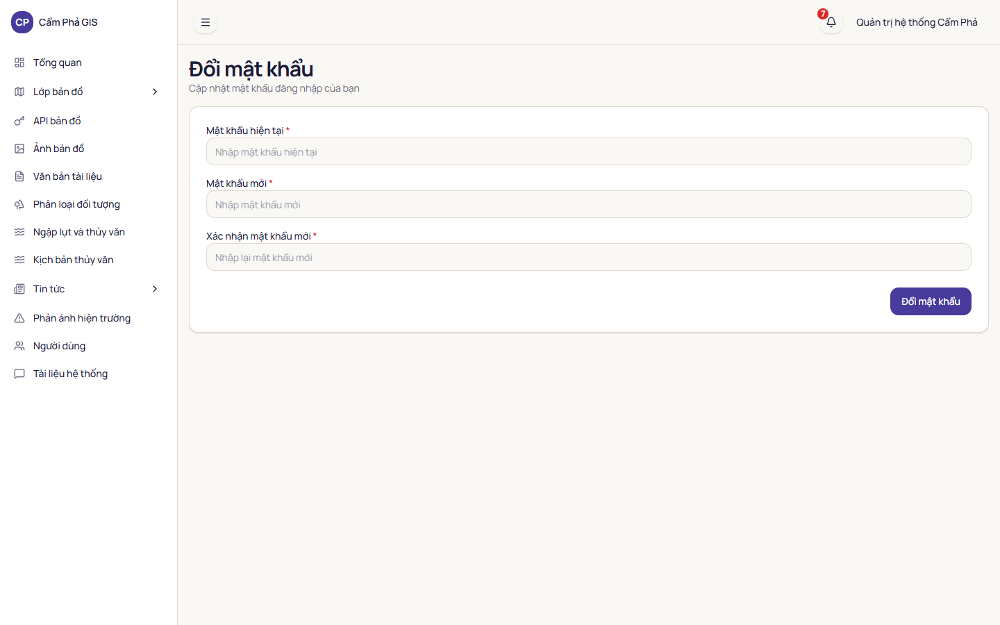 CP Cẩm Phả GIS
Tổng quan
Lớp bản đồ
API bản đồ
Ảnh bản đồ
Văn bản tài liệu
Phân loại đối tượng
Ngập lụt và thủy văn
Kịch bản thủy văn
Tin tức
Phản ánh hiện trường
Người dùng
Tài liệu hệ thống
7
Quản trị hệ thống Cẩm Phả
Đổi mật khẩu
Cập nhật mật khẩu đăng nhập của bạn
Mật khẩu hiện tại *
Nhập mật khẩu hiện tại
Mật khẩu mới *
Nhập mật khẩu mới
Xác nhận mật khẩu mới *
Nhập lại mật khẩu mới
Đổi mật khẩu